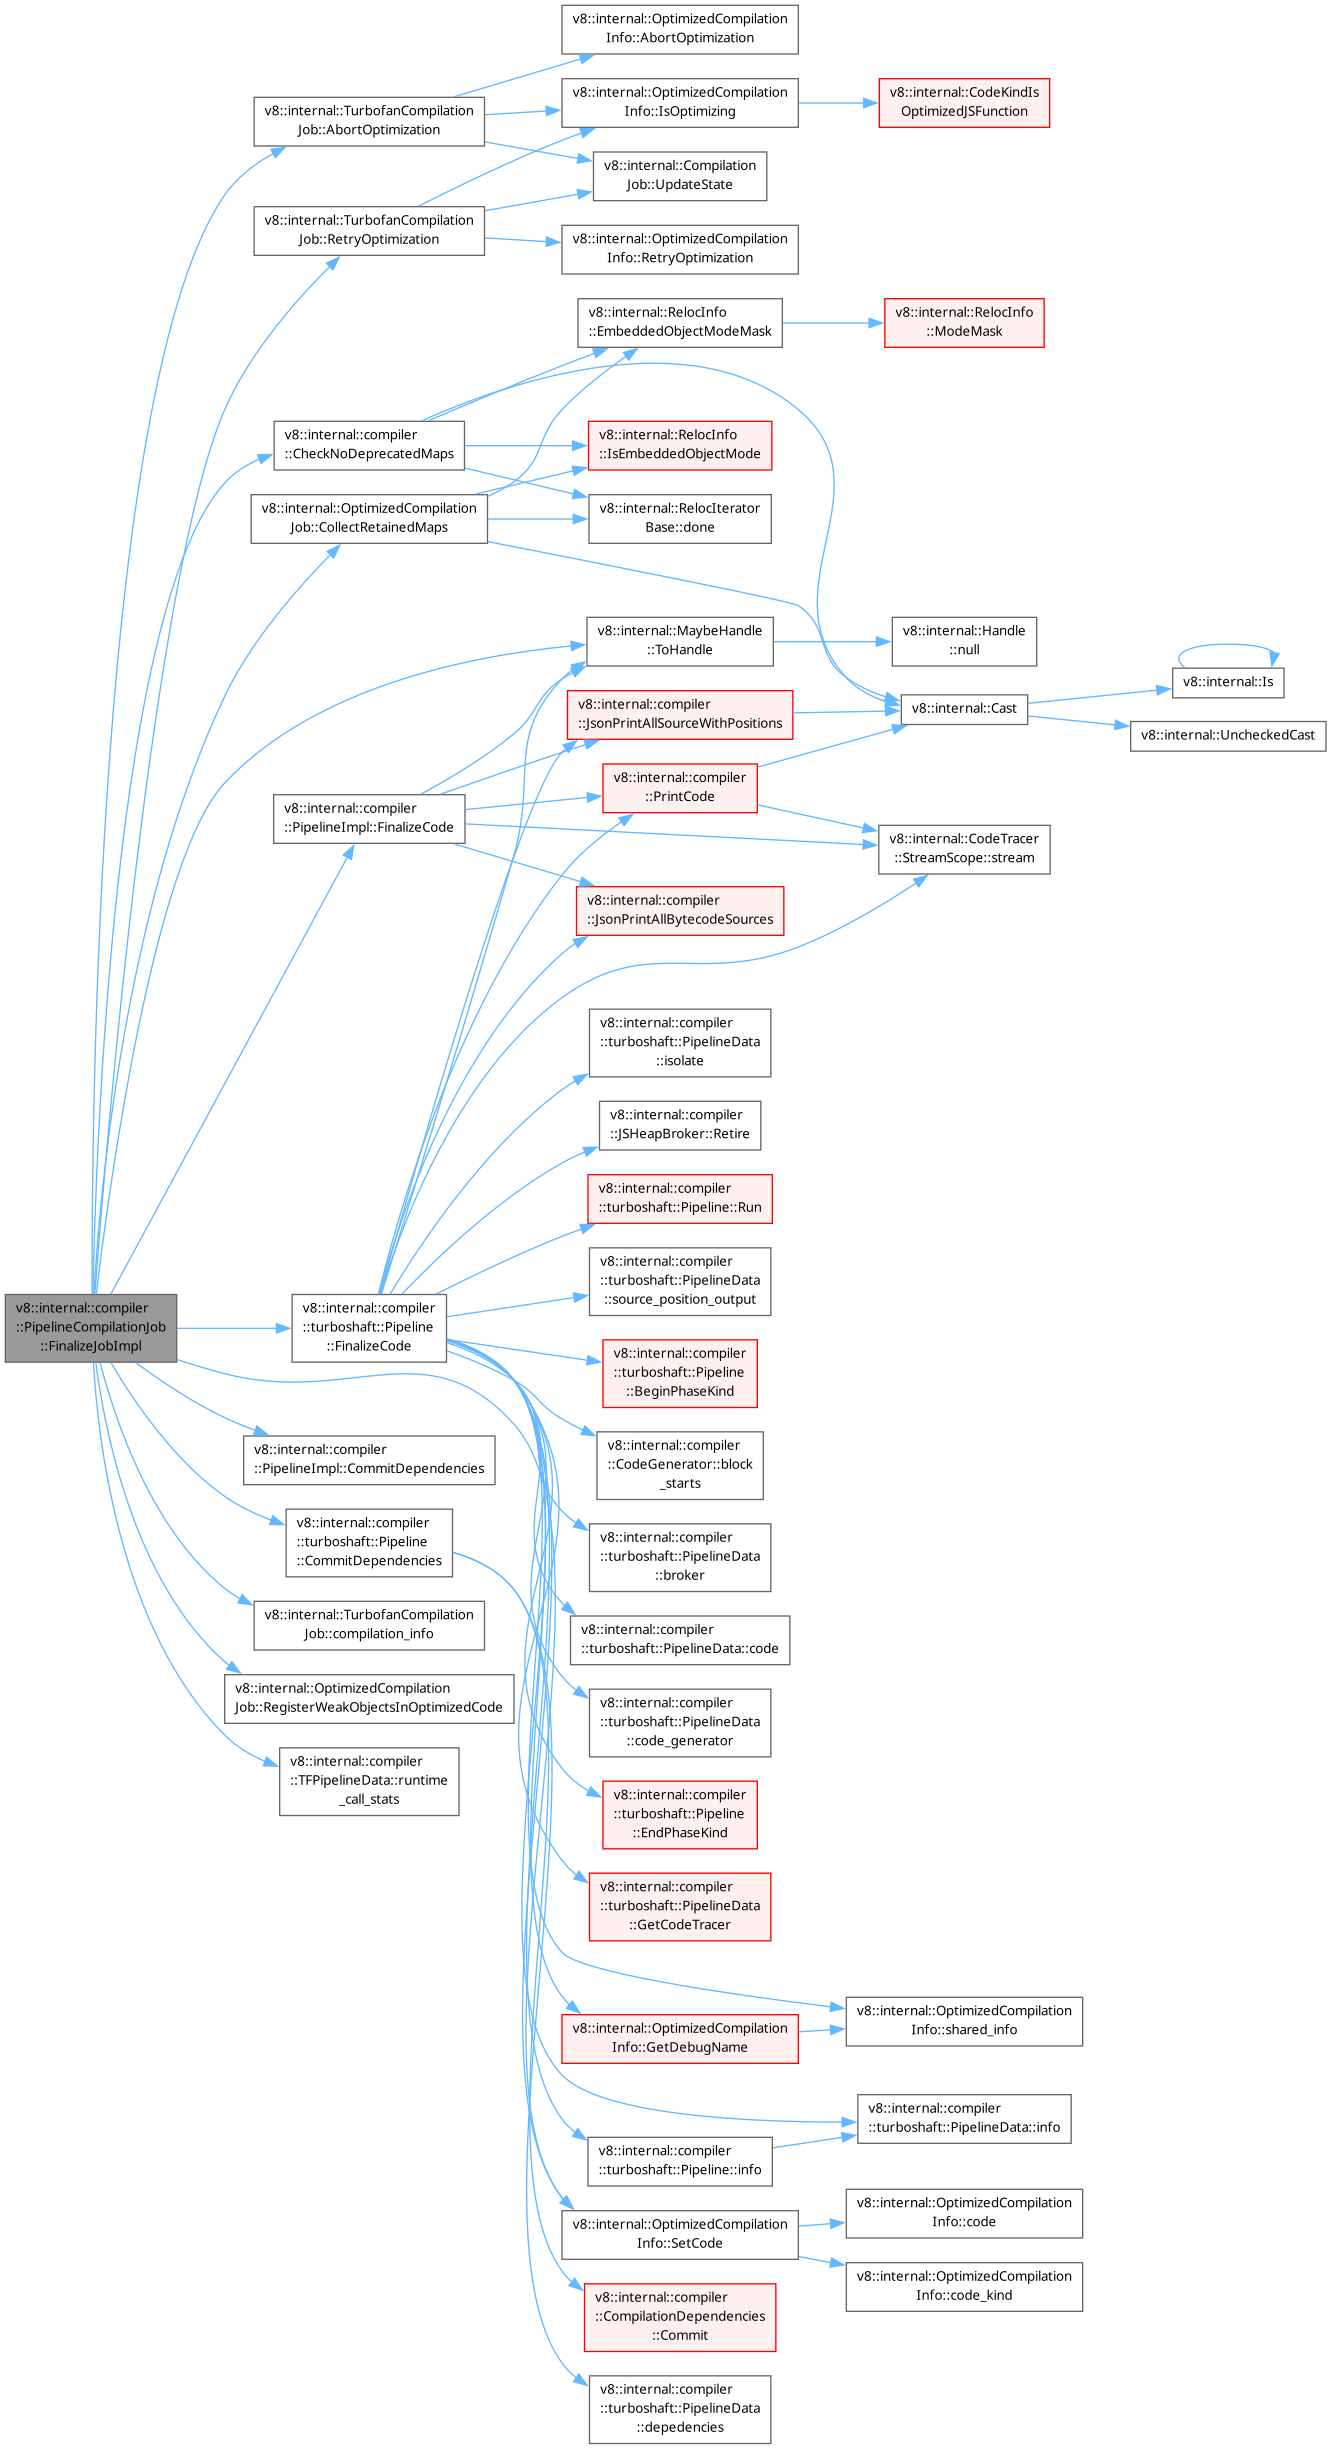 v8::internal::OptimizedCompilation
Info::AbortOptimization
v8::internal::TurbofanCompilation
Job::AbortOptimization
v8::internal::OptimizedCompilation
Info::IsOptimizing
v8::internal::CodeKindIs
OptimizedJSFunction
v8::internal::Compilation
Job::UpdateState
v8::internal::TurbofanCompilation
Job::RetryOptimization
v8::internal::OptimizedCompilation
Info::RetryOptimization
v8::internal::RelocInfo
::EmbeddedObjectModeMask
v8::internal::RelocInfo
::ModeMask
v8::internal::compiler
::CheckNoDeprecatedMaps
v8::internal::RelocInfo
::IsEmbeddedObjectMode
v8::internal::OptimizedCompilation
Job::CollectRetainedMaps
v8::internal::RelocIterator
Base::done
v8::internal::MaybeHandle
::ToHandle
v8::internal::Handle
::null
v8::internal::Is
v8::internal::compiler
::JsonPrintAllSourceWithPositions
v8::internal::Cast
v8::internal::UncheckedCast
v8::internal::compiler
::PrintCode
v8::internal::compiler
::PipelineImpl::FinalizeCode
v8::internal::CodeTracer
::StreamScope::stream
v8::internal::compiler
::JsonPrintAllBytecodeSources
v8::internal::compiler
::turboshaft::PipelineData
::isolate
v8::internal::compiler
::JSHeapBroker::Retire
v8::internal::compiler
::turboshaft::Pipeline::Run
v8::internal::compiler
::turboshaft::PipelineData
::source_position_output
v8::internal::compiler
::PipelineCompilationJob
::FinalizeJobImpl
v8::internal::compiler
::turboshaft::Pipeline
::FinalizeCode
v8::internal::compiler
::turboshaft::Pipeline
::BeginPhaseKind
v8::internal::compiler
::PipelineImpl::CommitDependencies
v8::internal::compiler
::CodeGenerator::block
_starts
v8::internal::compiler
::turboshaft::Pipeline
::CommitDependencies
v8::internal::compiler
::turboshaft::PipelineData
::broker
v8::internal::TurbofanCompilation
Job::compilation_info
v8::internal::compiler
::turboshaft::PipelineData::code
v8::internal::OptimizedCompilation
Job::RegisterWeakObjectsInOptimizedCode
v8::internal::compiler
::turboshaft::PipelineData
::code_generator
v8::internal::compiler
::TFPipelineData::runtime
_call_stats
v8::internal::compiler
::turboshaft::Pipeline
::EndPhaseKind
v8::internal::compiler
::turboshaft::PipelineData
::GetCodeTracer
v8::internal::OptimizedCompilation
Info::shared_info
v8::internal::OptimizedCompilation
Info::GetDebugName
v8::internal::compiler
::turboshaft::PipelineData::info
v8::internal::compiler
::turboshaft::Pipeline::info
v8::internal::OptimizedCompilation
Info::code
v8::internal::OptimizedCompilation
Info::SetCode
v8::internal::OptimizedCompilation
Info::code_kind
v8::internal::compiler
::CompilationDependencies
::Commit
v8::internal::compiler
::turboshaft::PipelineData
::depedencies